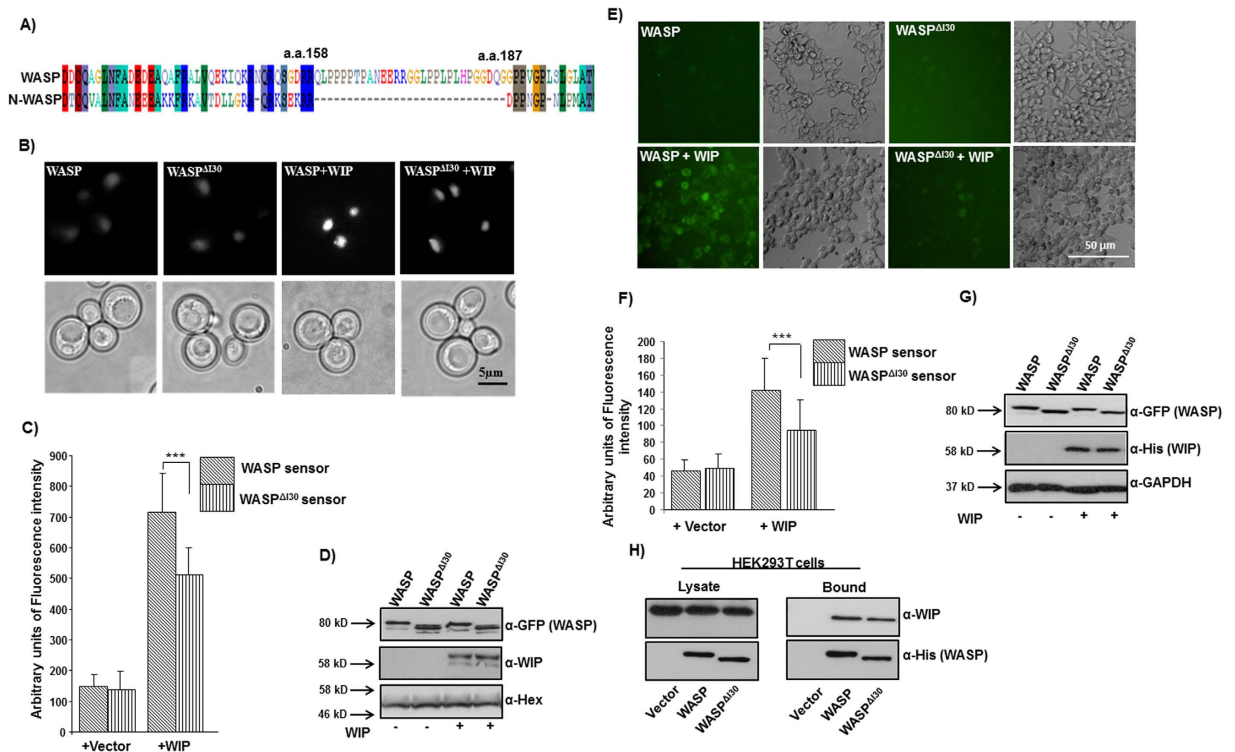 A)
a.a.158
a.a.187
WASP DDCQAGLNFADEDEAQAFRALVQEKIQKRNQRQSGDRRQLPPPPTPANEERRGGLPPLPLHPGGDQGGPPVGPLSLGLAT
N-WASP DTCQVALNFANEEEAKKFRKAVTDLLGRR-QRKSEKRR------------------------------DPPNGP-NLPMAT
B)
WASP
WASPΔI30
WASP+WIP
WASPΔI30 +WIP
5µm
C)
Arbitrary units of Fluorescence intensity
900
800
700
600
500
400
300
200
100
0
***
WASP sensor
WASPΔI30 sensor
+Vector
+WIP
D)
WASP
WASPΔI30
WASP
WASPΔI30
80 kD
α-GFP (WASP)
58 kD
α-WIP
58 kD
α-Hex
46 kD
WIP - - + +
E)
WASP
WASPΔI30
WASP + WIP
WASPΔI30 + WIP
50 µm
F)
Arbitrary units of Fluorescence
intensity
200
180
160
140
120
100
80
60
40
20
0
***
WASP sensor
WASPΔI30 sensor
+ Vector
+ WIP
G)
WASP
WASPΔI30
WASP
WASPΔI30
80 kD
α-GFP (WASP)
58 kD
α-His (WIP)
37 kD
α-GAPDH
WIP - - + +
H)
HEK293T cells
Lysate
Bound
α-WIP
α-His (WASP)
Vector
WASP
WASPΔI30
Vector
WASP
WASPΔI30